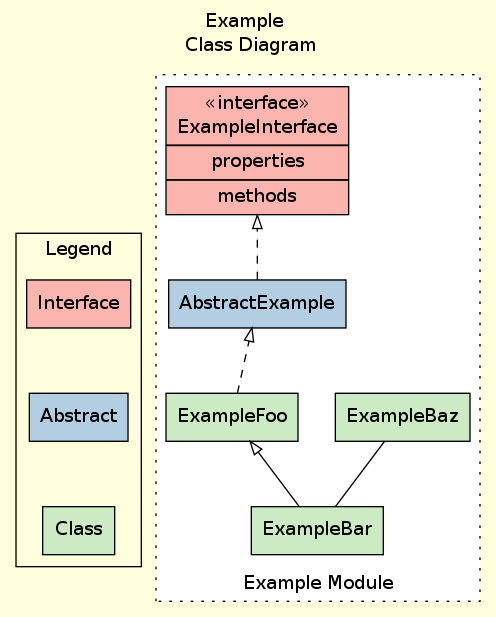 Example
Class Diagram
«interface»
ExampleInterface
properties
methods
Legend
Interface
AbstractExample
Abstract
ExampleFoo
ExampleBaz
Class
ExampleBar
Example Module